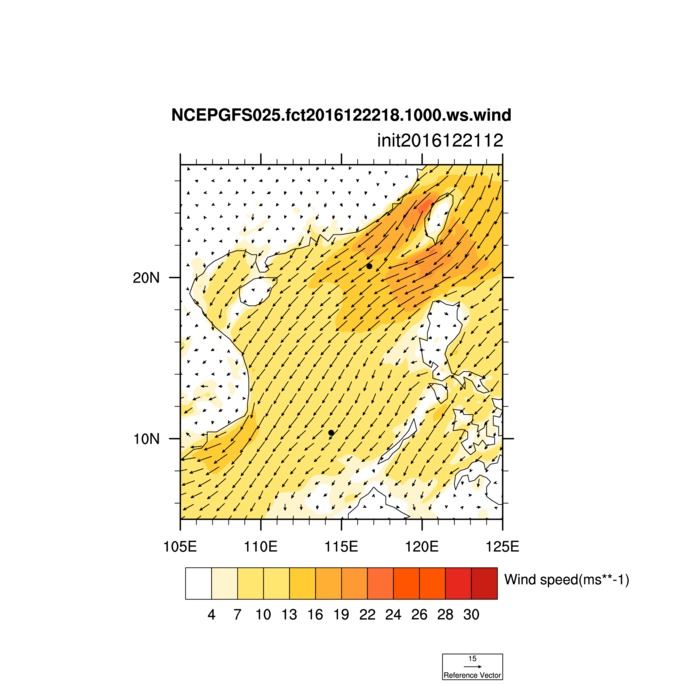 NCEPGFS025.fct2016122218.1000.ws.wind
init2016122112
20N
10N
105E 110E 115E 120E 125E
Wind speed(ms**-1)
4 7 10 13 16 19 22 24 26 28 30
15
Reference Vector